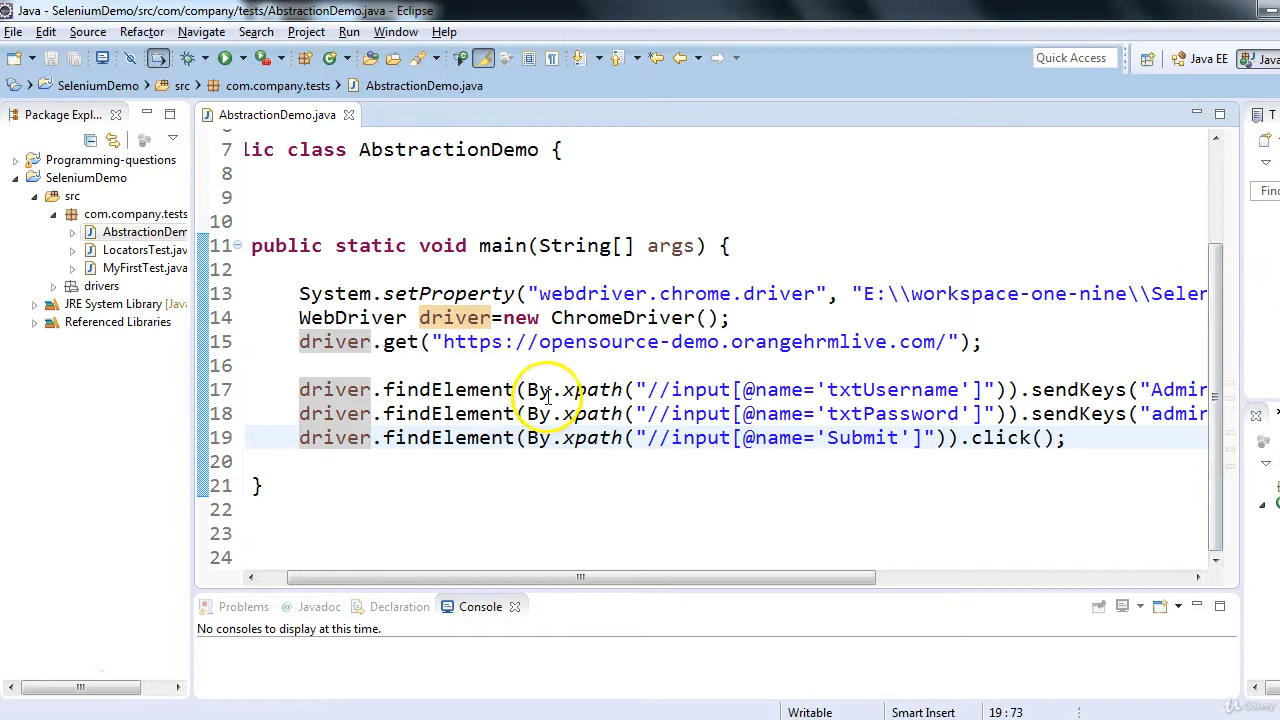 Java - SeleniumDemo/src/com/company/tests/AbstractionDemo.java - Eclipse
File Edit Source Refactor Navigate Search Project Run Window Help
Quick Access
Java EE
Java
SeleniumDemo src com.company.tests AbstractionDemo.java
Package Expl...
AbstractionDemo.java
Programming-questions
SeleniumDemo
src
com.company.tests
AbstractionDem
LocatorsTest.jav
MyFirstTest.java
drivers
JRE System Library [Java
Referenced Libraries
7 lic class AbstractionDemo {
8
9
10
11 public static void main(String[] args) {
12
13 System.setProperty("webdriver.chrome.driver", "E:\\workspace-one-nine\\Selen
14 WebDriver driver=new ChromeDriver();
15 driver.get("https://opensource-demo.orangehrmlive.com/");
16
17 driver.findElement(By.xpath("//input[@name='txtUsername']")).sendKeys("Admin
18 driver.findElement(By.xpath("//input[@name='txtPassword']")).sendKeys("admin
19 driver.findElement(By.xpath("//input[@name='Submit']")).click();
20
21 }
22
23
24
T
Find
Problems @ Javadoc Declaration Console
No consoles to display at this time.
Writable Smart Insert 19 : 73
Udemy